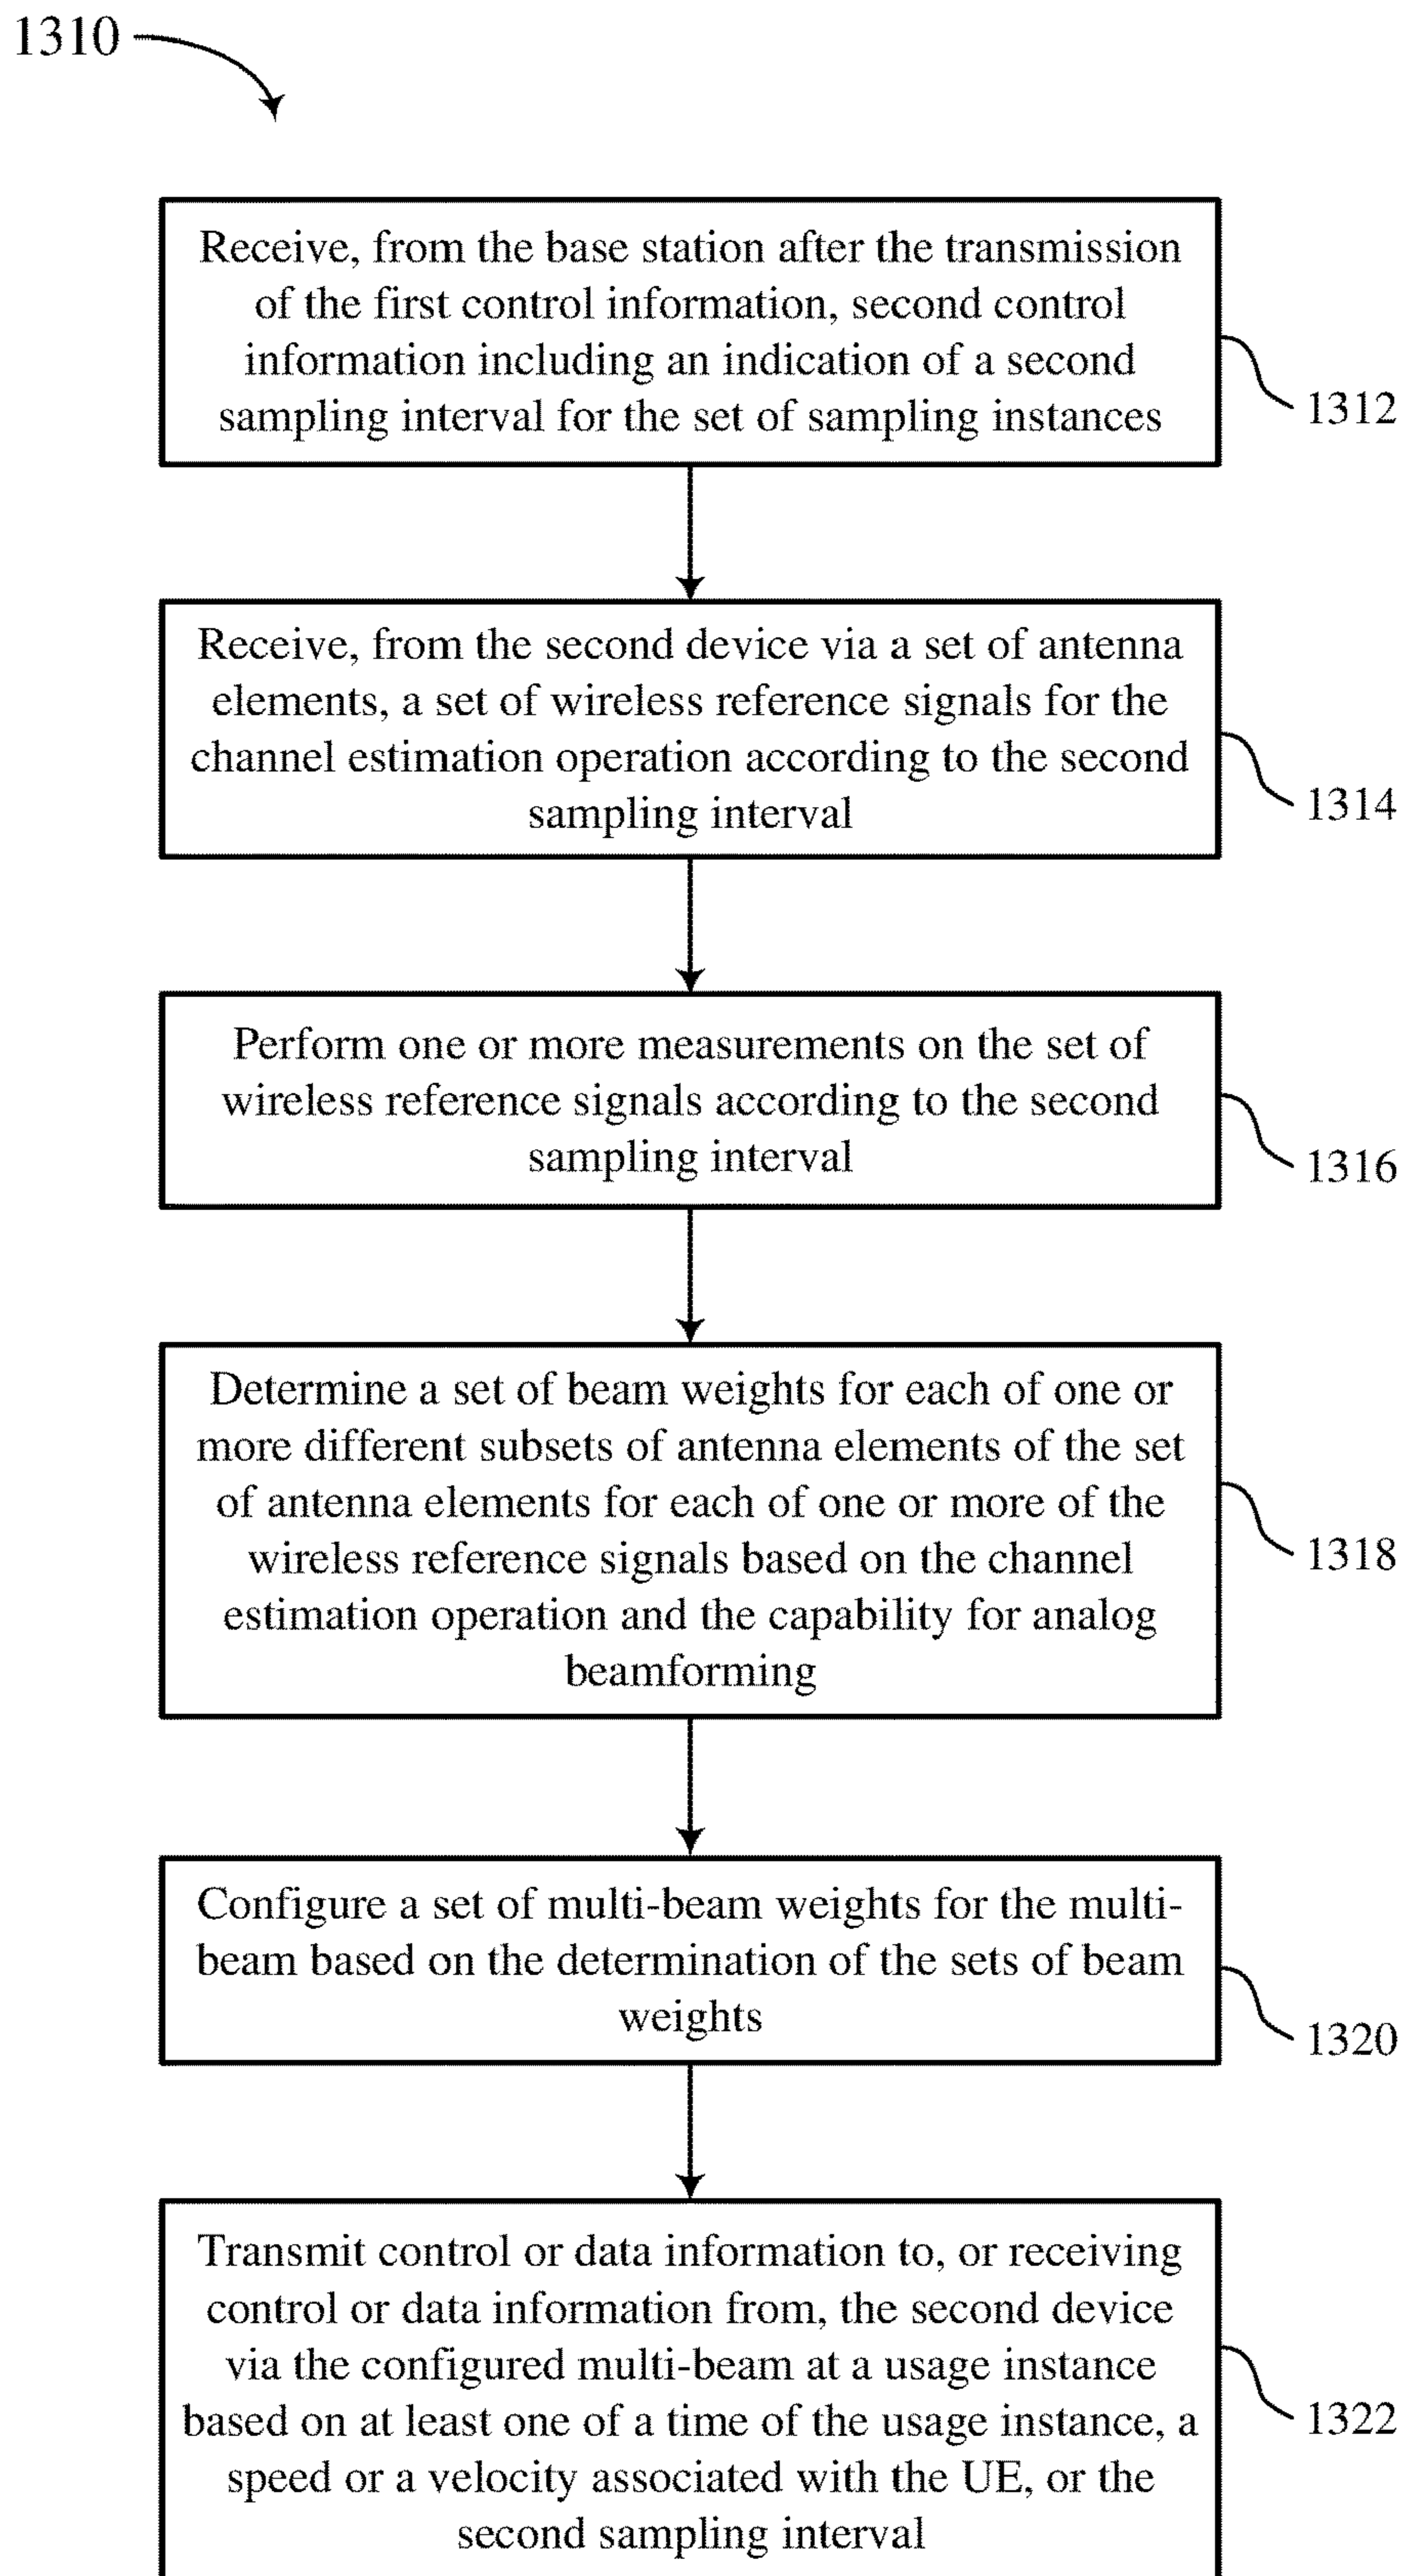 1310
Receive, from the base station after the transmission
of the first control information, second control
information including an indication of a second
sampling interval for the set of sampling instances
1312
Receive, from the second device via a set of antenna
elements, a set of wireless reference signals for the
channel estimation operation according to the second
sampling interval
1314
Perform one or more measurements on the set of
wireless reference signals according to the second
sampling interval
1316
Determine a set of beam weights for each of one or
more different subsets of antenna elements of the set
of antenna elements for each of one or more of the
wireless reference signals based on the channel
estimation operation and the capability for analog
beamforming
1318
Configure a set of multi-beam weights for the multi-
beam based on the determination of the sets of beam
weights
1320
Transmit control or data information to, or receiving
control or data information from, the second device
via the configured multi-beam at a usage instance
based on at least one of a time of the usage instance, a
speed or a velocity associated with the UE, or the
second sampling interval
1322